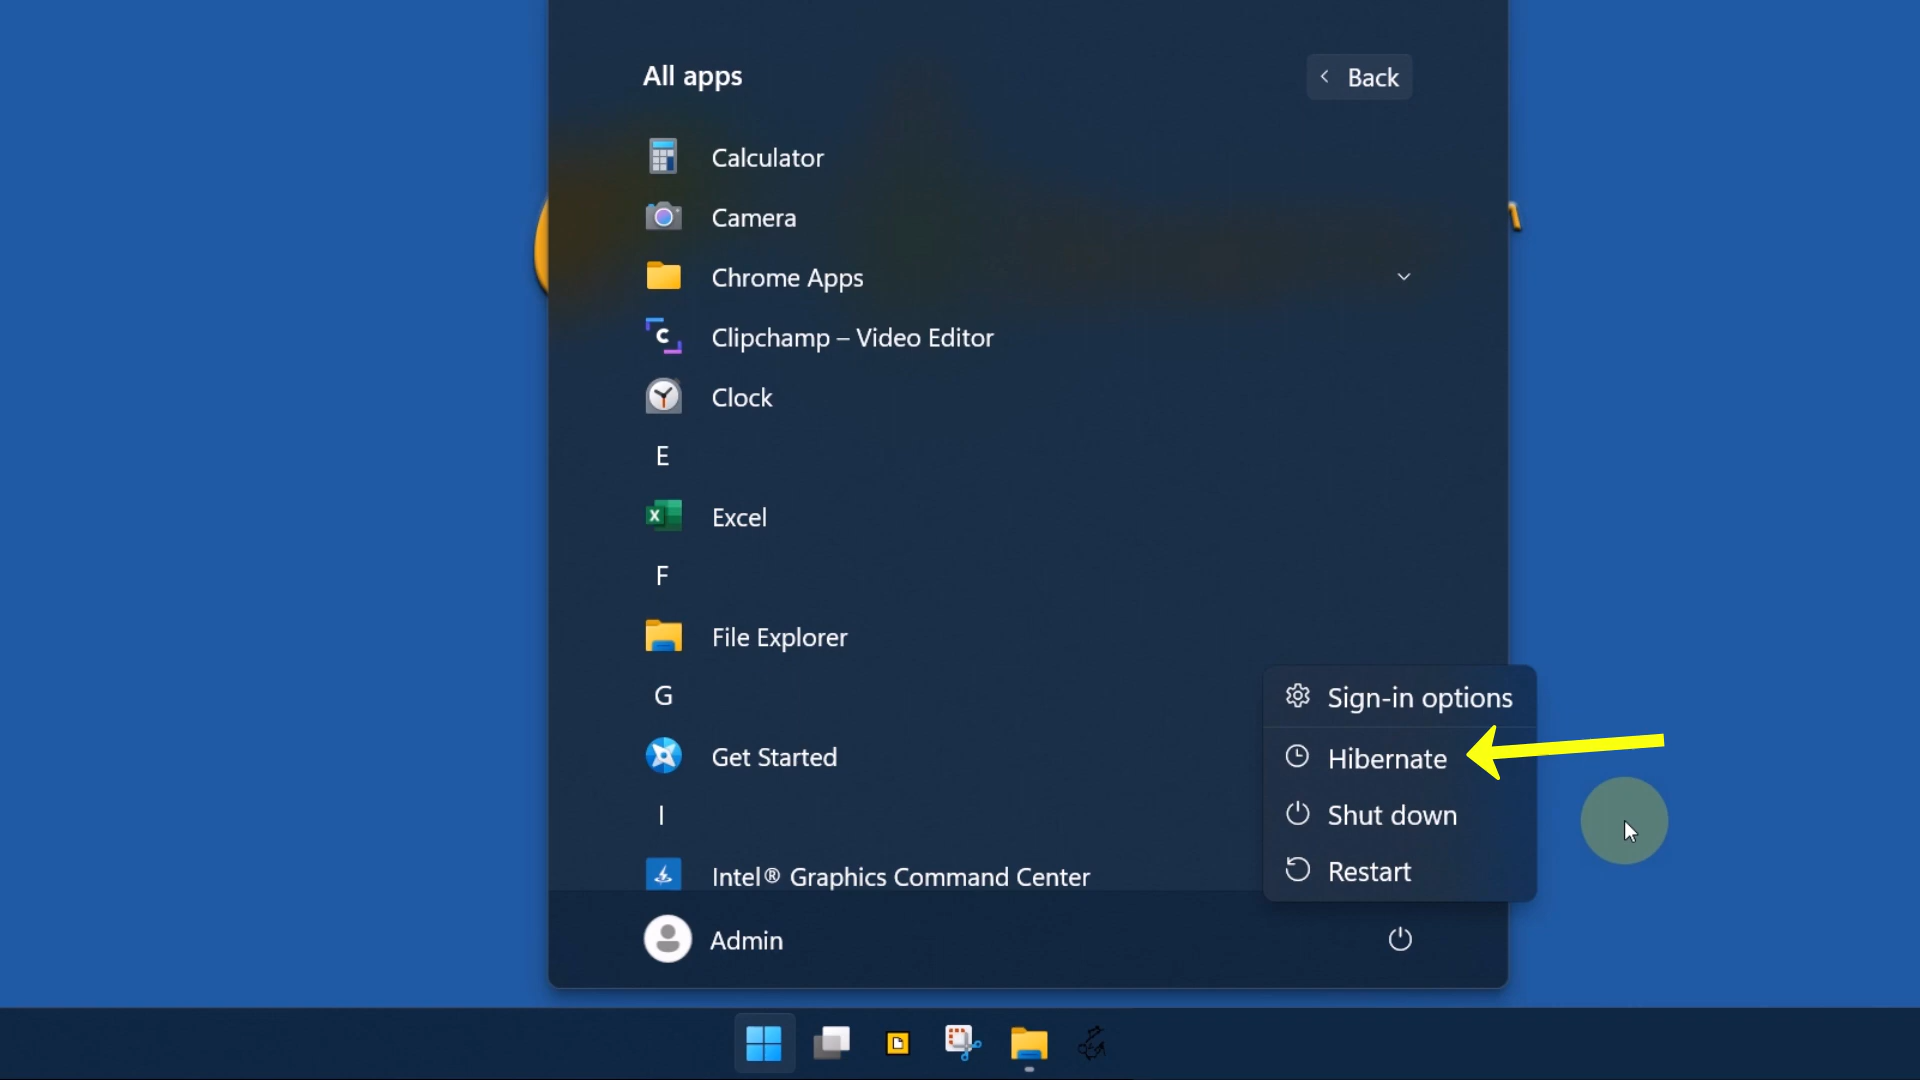 All apps
Back
Calculator
Camera
Chrome Apps
Clipchamp – Video Editor
Clock
E
Excel
F
File Explorer
G
Get Started
I
Intel® Graphics Command Center
Sign-in options
Hibernate
Shut down
Restart
Admin